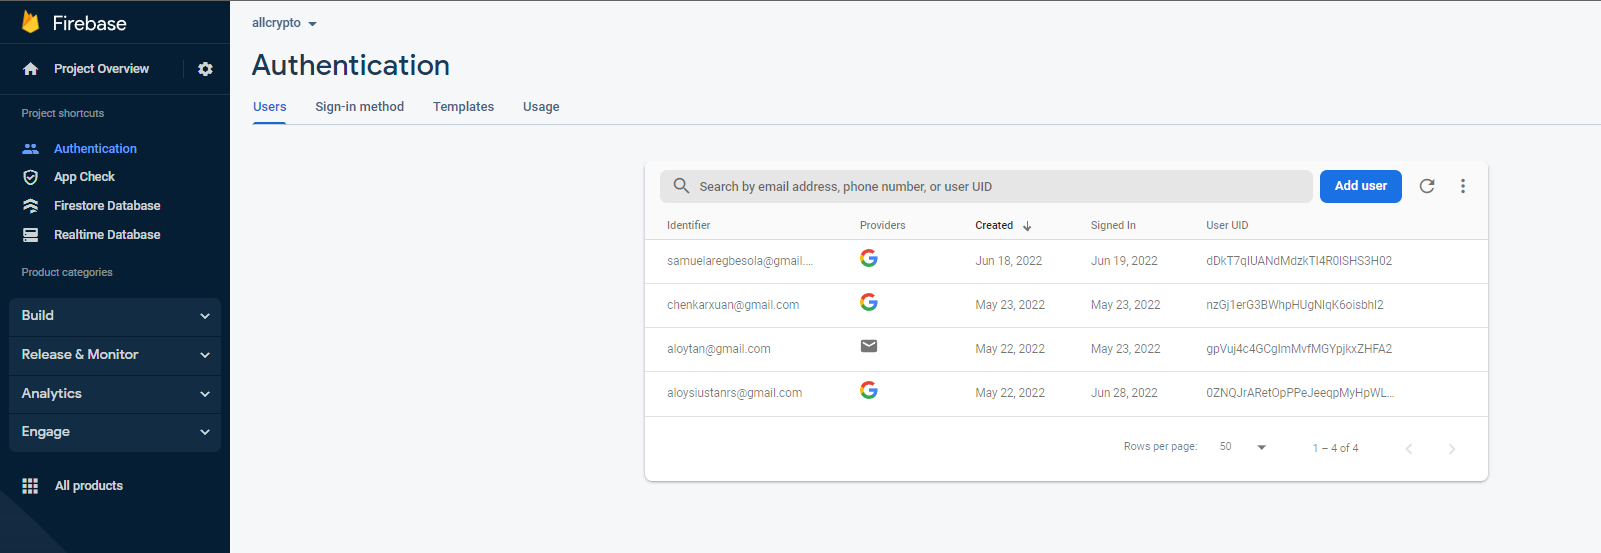 Firebase
Project Overview
Project shortcuts
Authentication
App Check
Firestore Database
Realtime Database
Product categories
Build
Release & Monitor
Analytics
Engage
All products
allcrypto
Authentication
Users Sign-in method Templates Usage
Search by email address, phone number, or user UID Add user
Identifier Providers Created Signed In User UID
samuelaregbesola@gmail.... Jun 18, 2022 Jun 19, 2022 dDkT7qIUANdMdzkTI4R0ISHS3H02
chenkarxuan@gmail.com May 23, 2022 May 23, 2022 nzGj1erG3BWhpHUgNIqK6oisbhI2
aloytan@gmail.com May 22, 2022 May 23, 2022 gpVuj4c4GCgImMvfMGYpjkxZHFA2
aloysiustanrs@gmail.com May 22, 2022 Jun 28, 2022 0ZNQJrARetOpPPeJeeqpMyHpWL...
Rows per page: 50 1 – 4 of 4